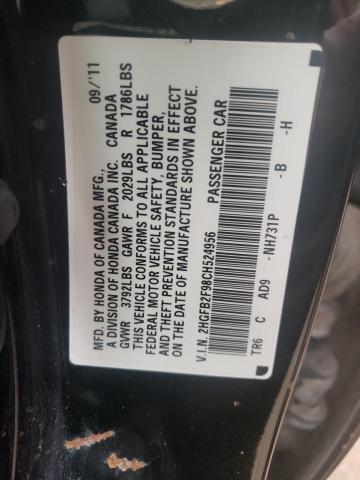 MFD. BY HONDA OF CANADA MFG., 09/'11
A DIVISION OF HONDA CANADA INC. CANADA
GVWR 3792LBS GAWR F 2029LBS R 1786LBS
THIS VEHICLE CONFORMS TO ALL APPLICABLE
FEDERAL MOTOR VEHICLE SAFETY, BUMPER,
AND THEFT PREVENTION STANDARDS IN EFFECT
ON THE DATE OF MANUFACTURE SHOWN ABOVE.
V.I.N. 2HGFB2F98CH524956 PASSENGER CAR
TR6 C AD9 -NH731P -B -H